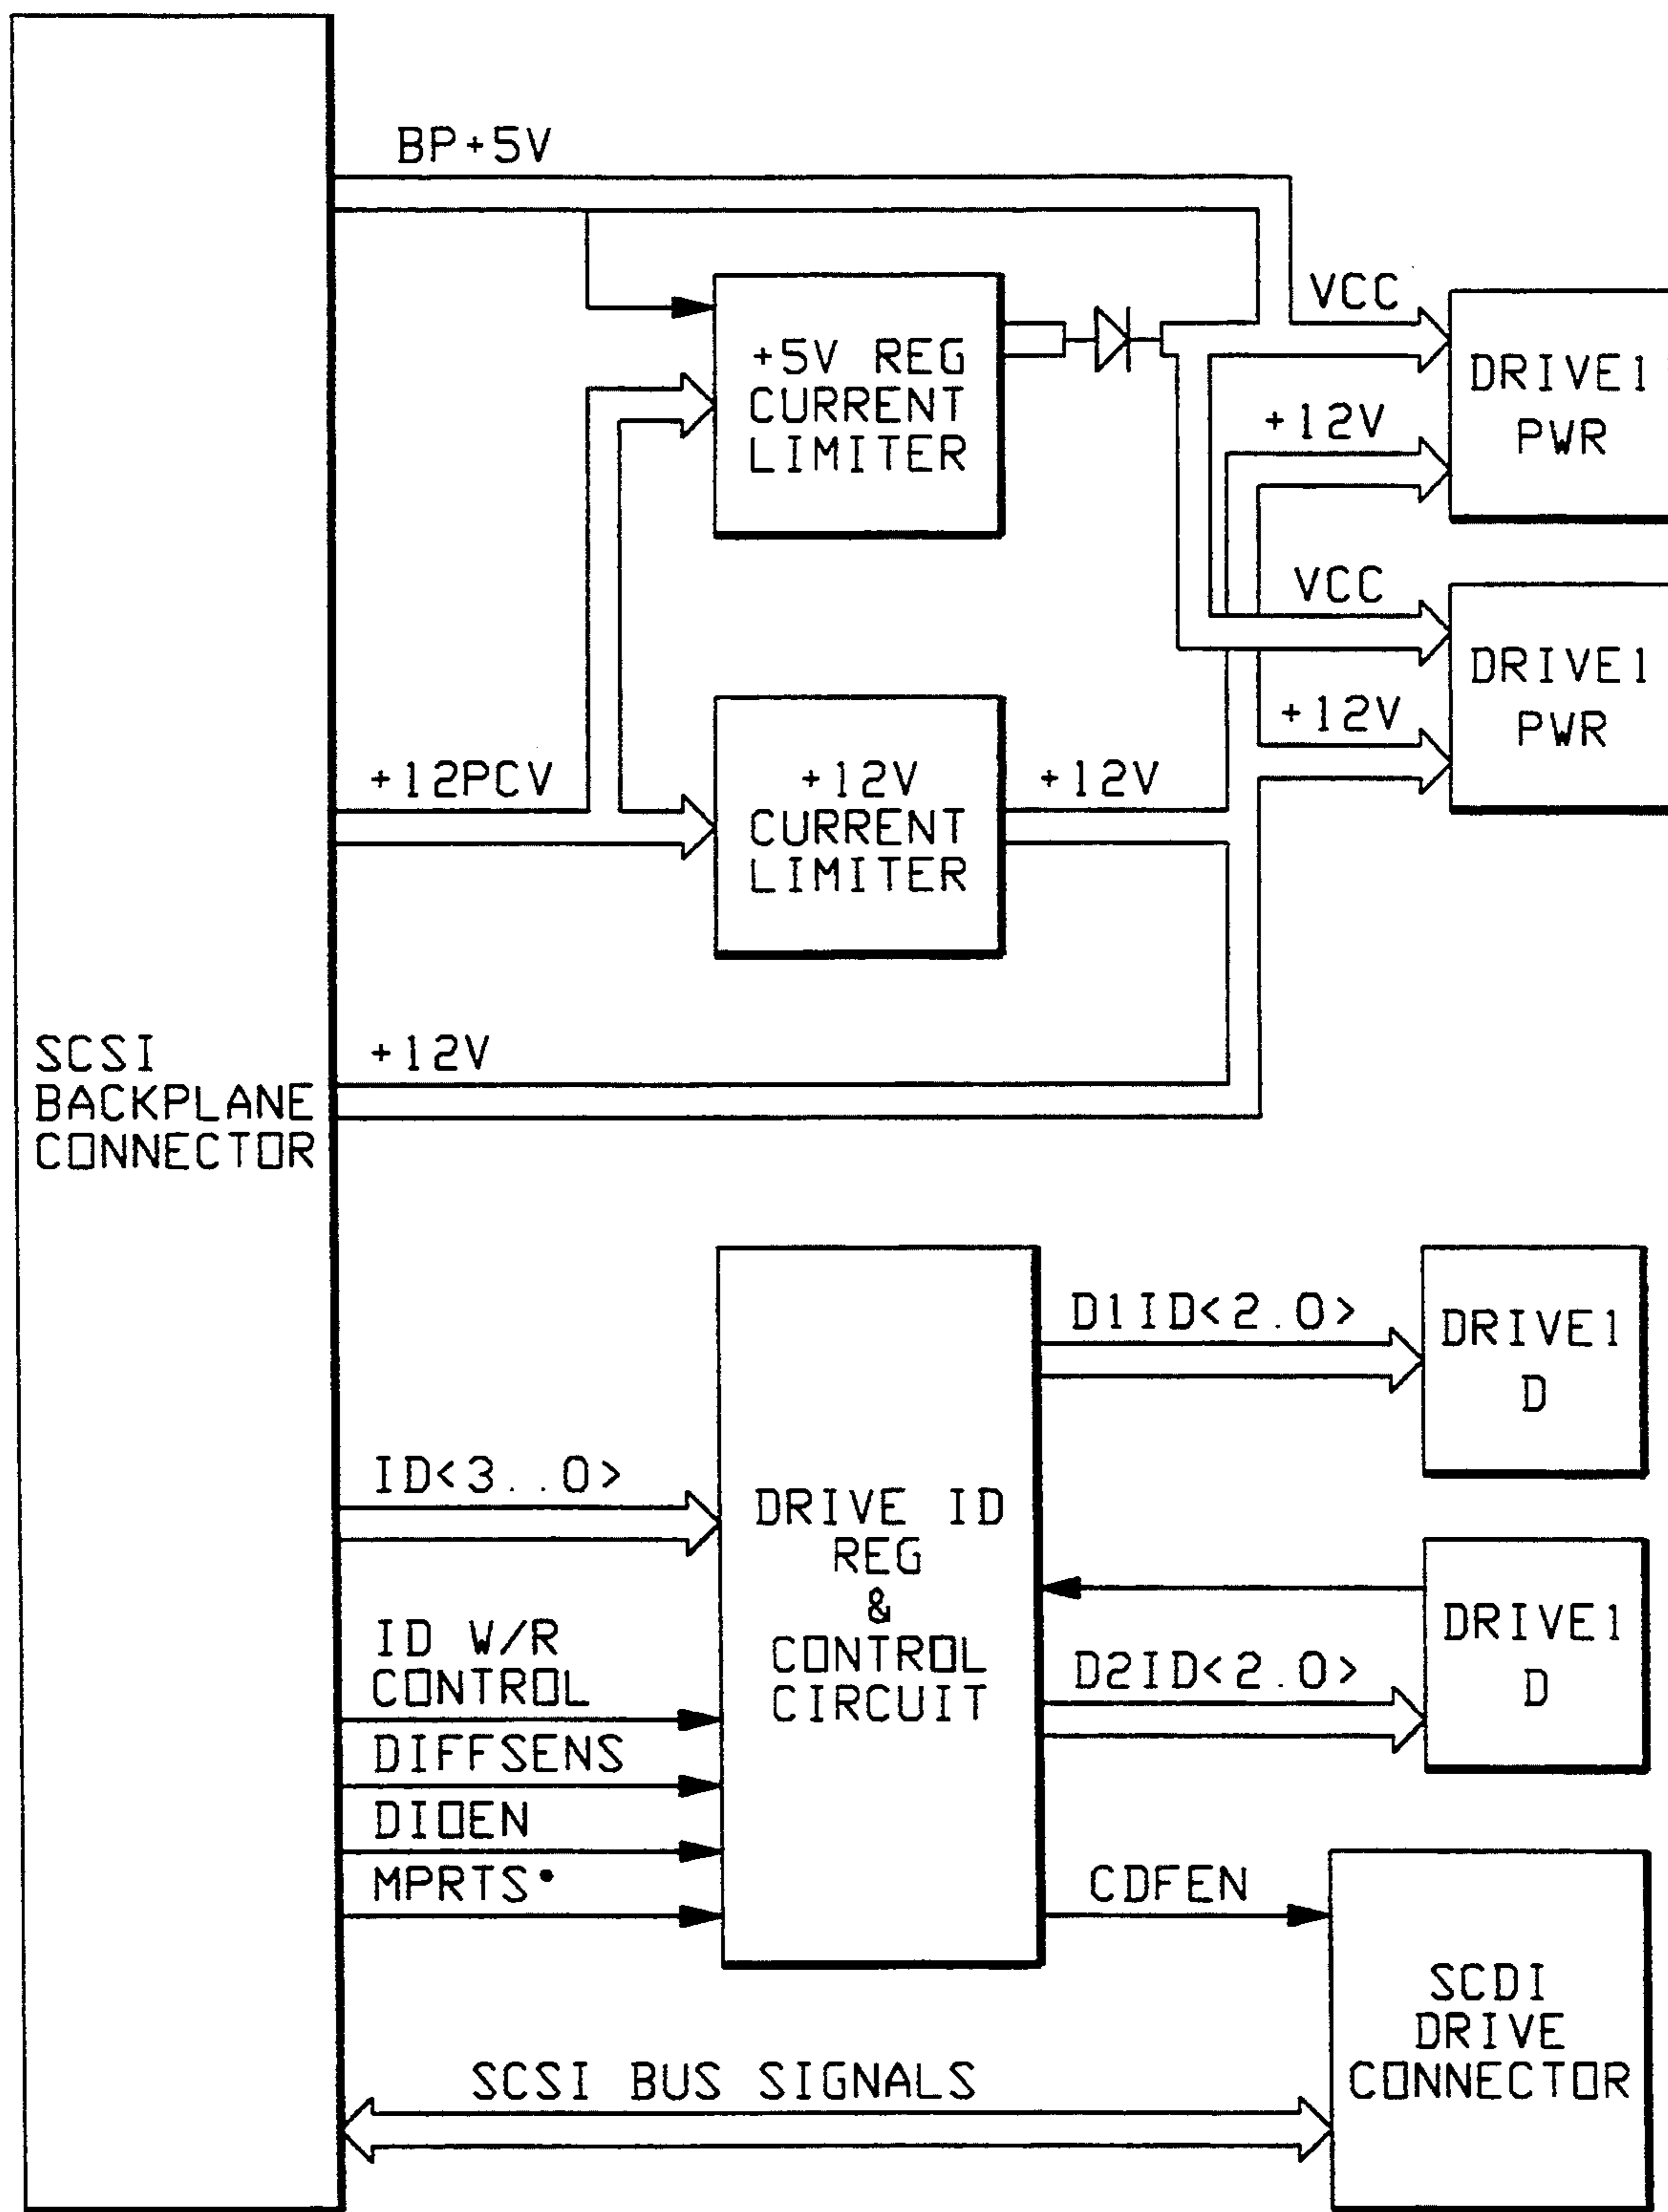 BP+5V
VCC
+5V REG
CURRENT
LIMITER
DRIVE1
PWR
+12V
VCC
DRIVE1
PWR
+12V
+12PCV
+12V
CURRENT
LIMITER
+12V
SCSI
BACKPLANE
CONNECTOR
+12V
D1ID<2.0>
DRIVE1
D
ID<3..0>
DRIVE ID
REG
&
CONTROL
CIRCUIT
ID W/R
CONTROL
DRIVE1
D
D2ID<2.0>
DIFFSENS
DIOEN
MPRTS•
CDFEN
SCDI
DRIVE
CONNECTOR
SCSI BUS SIGNALS